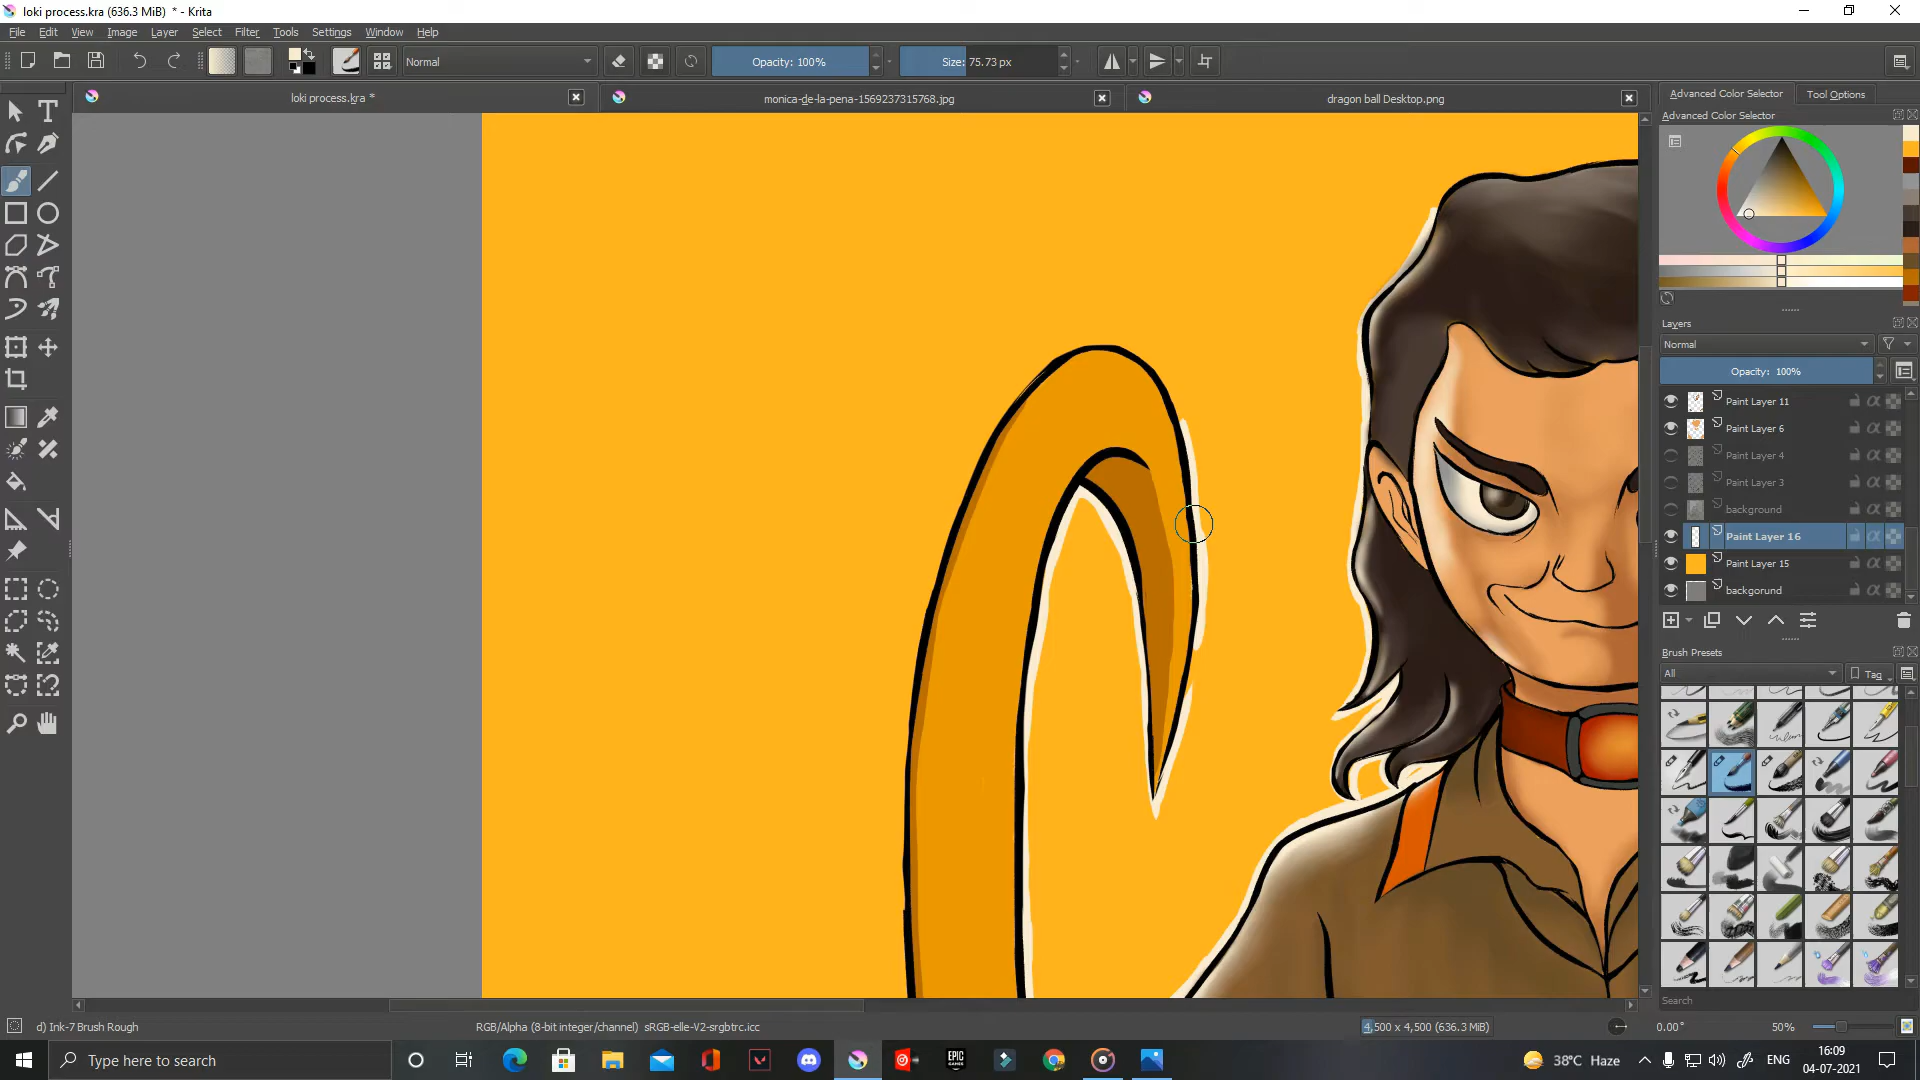 loki process.kra (636.3 MiB) * - Krita
File Edit View Image Layer Select Filter Tools Settings Window Help
Normal
Opacity: 100%
Size: 75.73 px
loki process.kra *
monica-de-la-pena-1569237315768.jpg
dragon ball Desktop.png
Advanced Color Selector
Tool Options
Advanced Color Selector
Layers
Normal
Opacity: 100%
Paint Layer 11
Paint Layer 6
Paint Layer 4
Paint Layer 3
background
Paint Layer 16
Paint Layer 15
backgorund
Brush Presets
All
Tag
Search
d) Ink-7 Brush Rough
RGB/Alpha (8-bit integer/channel) sRGB-elle-V2-srgbtrc.icc
4,500 x 4,500 (636.3 MiB)
0.00°
50%
Type here to search
EPIC
GAMES
38°C Haze
ENG
16:09
04-07-2021